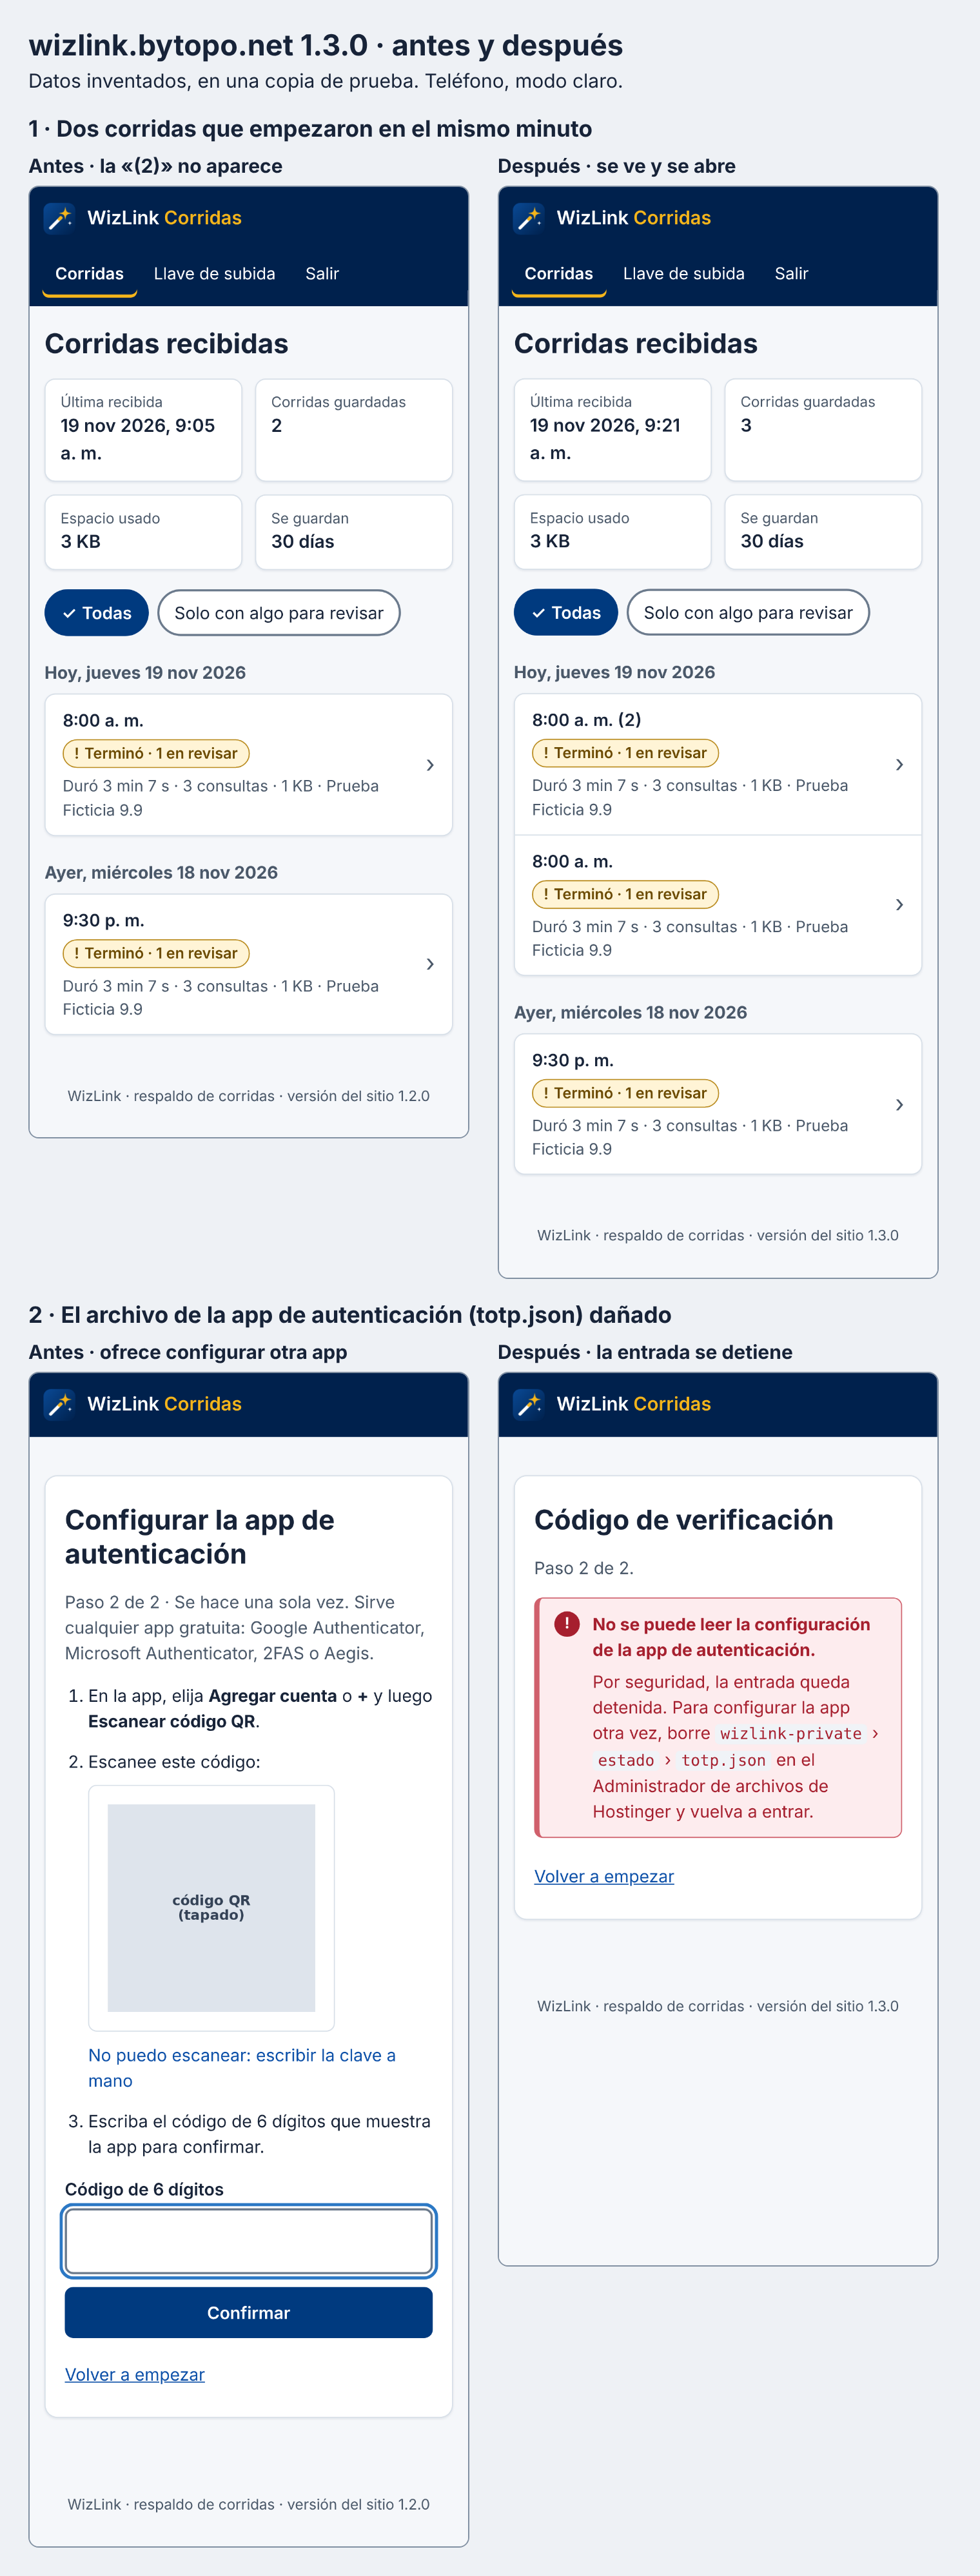 wizlink.bytopo.net 1.3.0 · antes y después
Datos inventados, en una copia de prueba. Teléfono, modo claro.
1 · Dos corridas que empezaron en el mismo minuto
Antes · la «(2)» no aparece
WizLink Corridas
Corridas
Llave de subida
Salir
Corridas recibidas
Última recibida
19 nov 2026, 9:05
a. m.
Corridas guardadas
2
Espacio usado
3 KB
Se guardan
30 días
✓ Todas
Solo con algo para revisar
Hoy, jueves 19 nov 2026
8:00 a. m.
! Terminó · 1 en revisar
Duró 3 min 7 s · 3 consultas · 1 KB · Prueba
Ficticia 9.9
›
Ayer, miércoles 18 nov 2026
9:30 p. m.
! Terminó · 1 en revisar
Duró 3 min 7 s · 3 consultas · 1 KB · Prueba
Ficticia 9.9
›
WizLink · respaldo de corridas · versión del sitio 1.2.0
Después · se ve y se abre
WizLink Corridas
Corridas
Llave de subida
Salir
Corridas recibidas
Última recibida
19 nov 2026, 9:21
a. m.
Corridas guardadas
3
Espacio usado
3 KB
Se guardan
30 días
✓ Todas
Solo con algo para revisar
Hoy, jueves 19 nov 2026
8:00 a. m. (2)
! Terminó · 1 en revisar
Duró 3 min 7 s · 3 consultas · 1 KB · Prueba
Ficticia 9.9
›
8:00 a. m.
! Terminó · 1 en revisar
Duró 3 min 7 s · 3 consultas · 1 KB · Prueba
Ficticia 9.9
›
Ayer, miércoles 18 nov 2026
9:30 p. m.
! Terminó · 1 en revisar
Duró 3 min 7 s · 3 consultas · 1 KB · Prueba
Ficticia 9.9
›
WizLink · respaldo de corridas · versión del sitio 1.3.0
2 · El archivo de la app de autenticación (totp.json) dañado
Antes · ofrece configurar otra app
WizLink Corridas
Configurar la app de
autenticación
Paso 2 de 2 · Se hace una sola vez. Sirve
cualquier app gratuita: Google Authenticator,
Microsoft Authenticator, 2FAS o Aegis.
1. En la app, elija Agregar cuenta o + y luego
Escanear código QR.
2. Escanee este código:
código QR
(tapado)
No puedo escanear: escribir la clave a
mano
3. Escriba el código de 6 dígitos que muestra
la app para confirmar.
Código de 6 dígitos
Confirmar
Volver a empezar
WizLink · respaldo de corridas · versión del sitio 1.2.0
Después · la entrada se detiene
WizLink Corridas
Código de verificación
Paso 2 de 2.
!
No se puede leer la configuración
de la app de autenticación.
Por seguridad, la entrada queda
detenida. Para configurar la app
otra vez, borre wizlink-private ›
estado › totp.json en el
Administrador de archivos de
Hostinger y vuelva a entrar.
Volver a empezar
WizLink · respaldo de corridas · versión del sitio 1.3.0